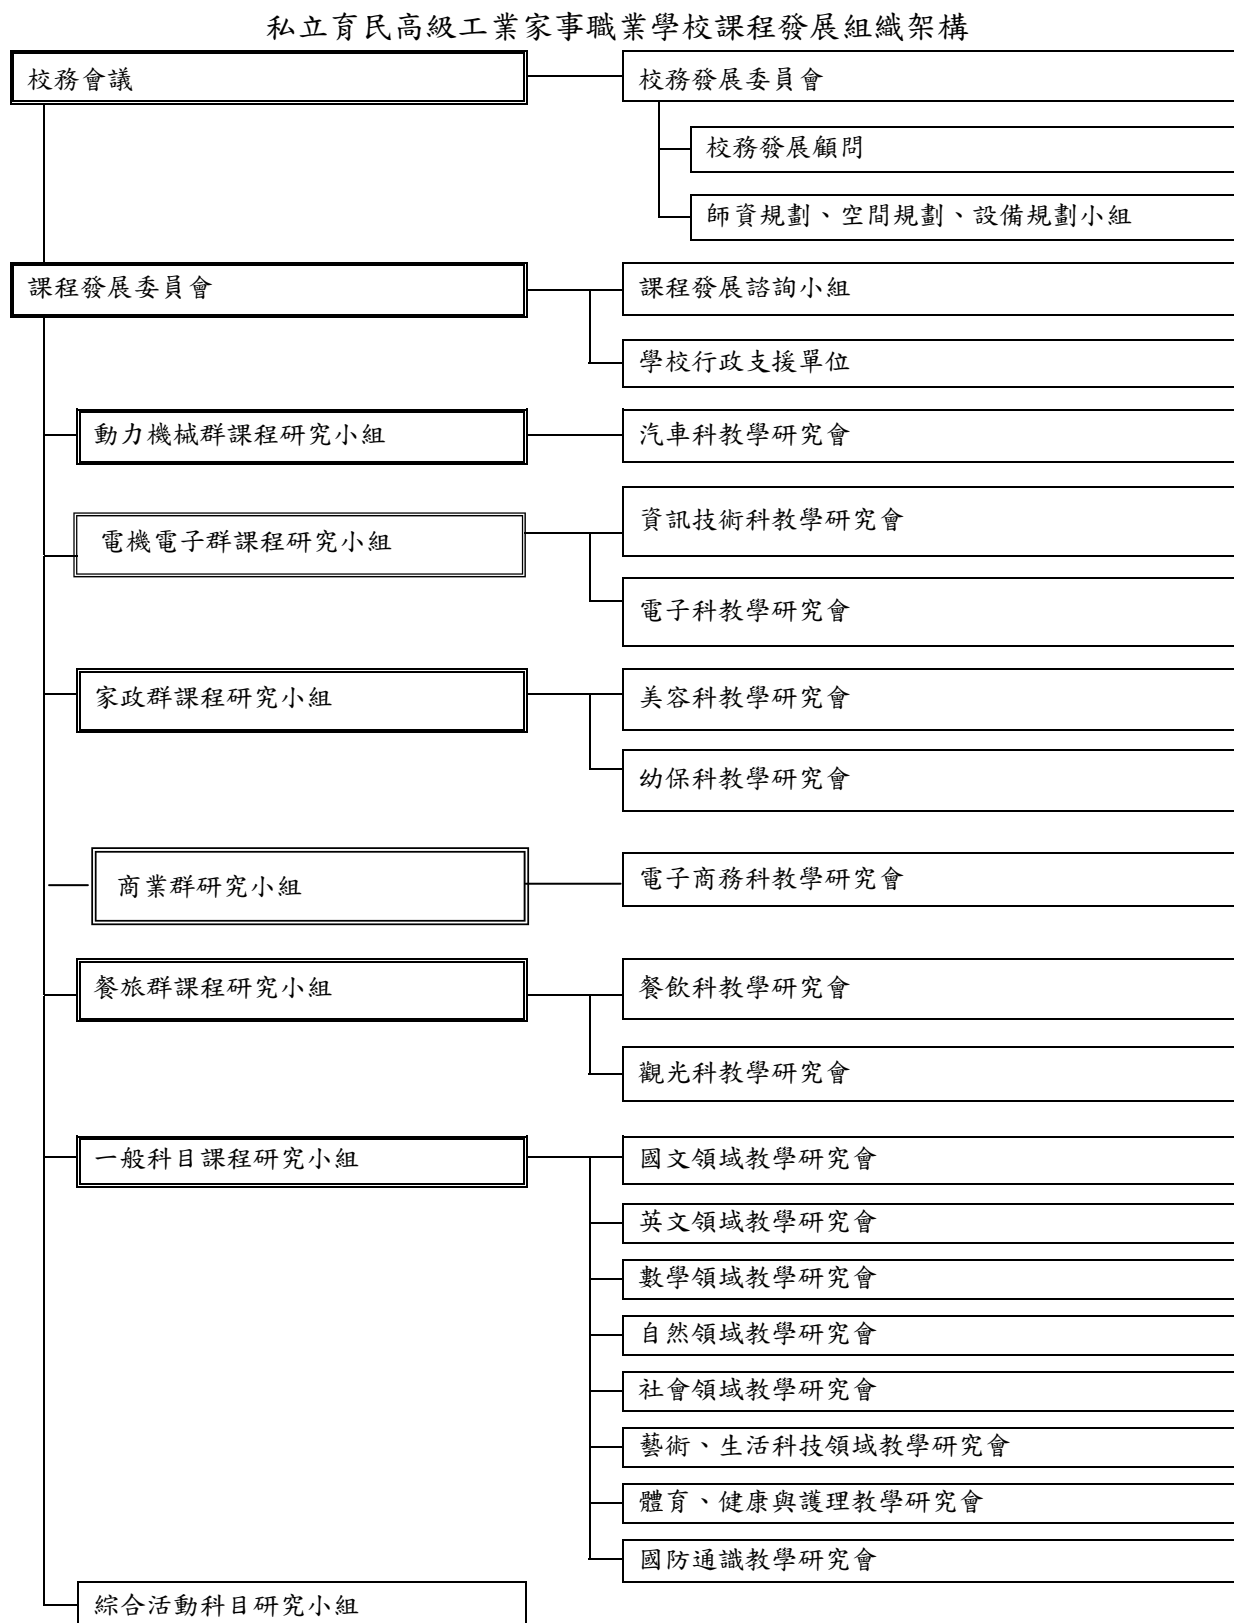 私立育民高級工業家事職業學校課程發展組織架構
校務會議
校務發展委員會
校務發展顧問
師資規劃、空間規劃、設備規劃小組
課程發展委員會
課程發展諮詢小組
學校行政支援單位
動力機械群課程研究小組
汽車科教學研究會
電機電子群課程研究小組
資訊技術科教學研究會
電子科教學研究會
家政群課程研究小組
美容科教學研究會
幼保科教學研究會
商業群研究小組
電子商務科教學研究會
餐旅群課程研究小組
餐飲科教學研究會
觀光科教學研究會
一般科目課程研究小組
國文領域教學研究會
英文領域教學研究會
數學領域教學研究會
自然領域教學研究會
社會領域教學研究會
藝術、生活科技領域教學研究會
體育、健康與護理教學研究會
國防通識教學研究會
綜合活動科目研究小組